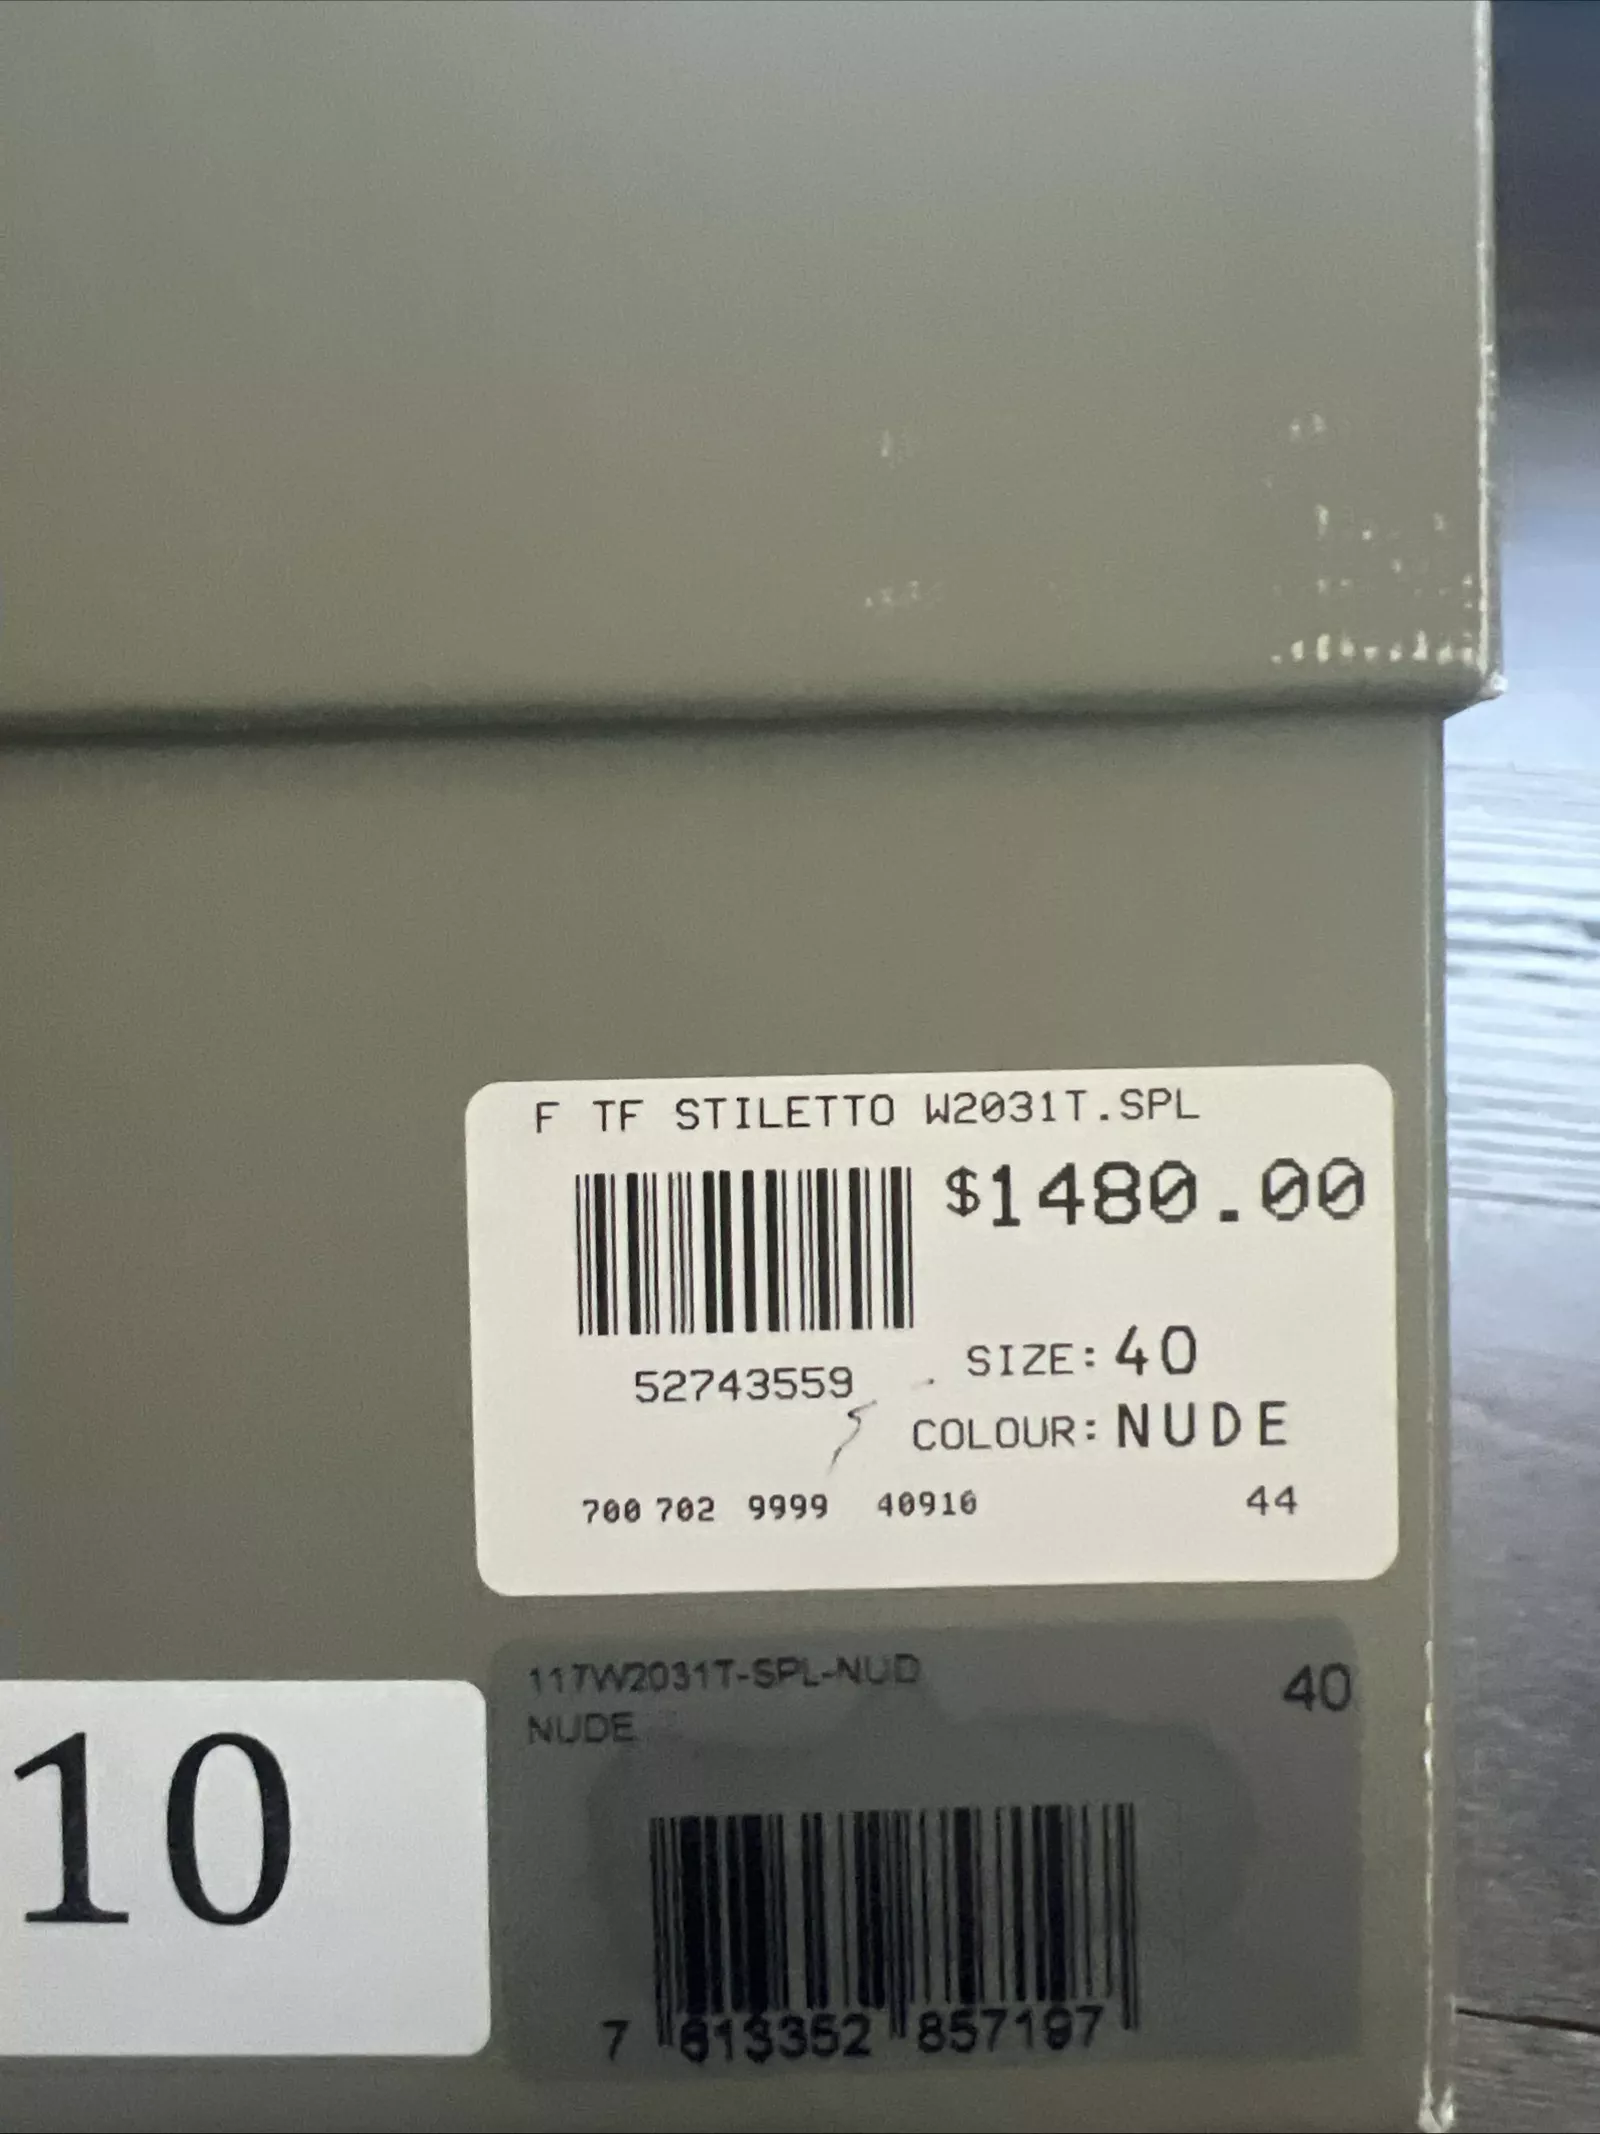 F TF STILETTO W2031T.SPL
$1480.00
52743559
SIZE: 40
COLOUR: NUDE
700 702 9999 40910 44
117W2031T-SPL-NUD 40
NUDE
10
7 613352 857197